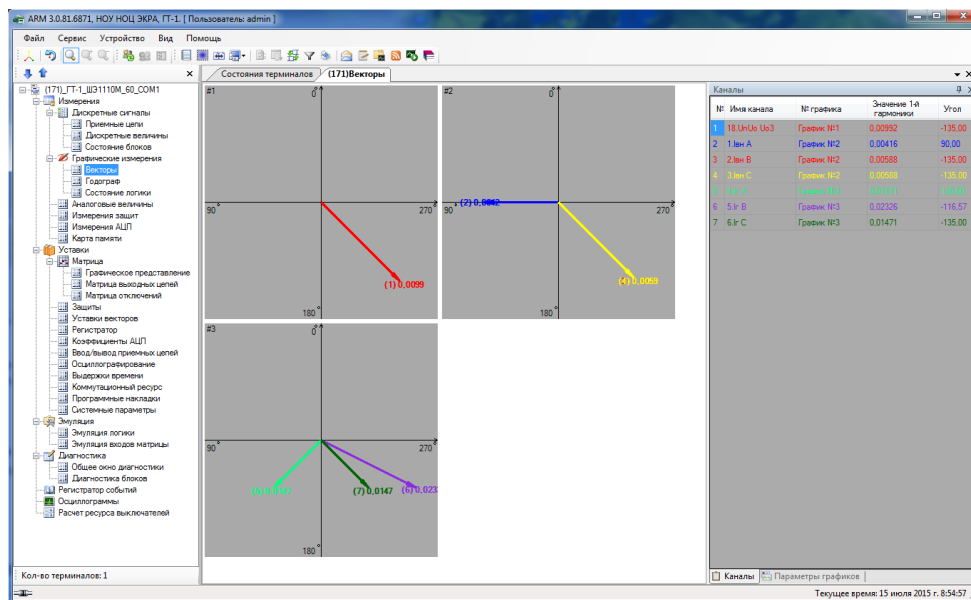 ARM 3.0.81.6871, НОУ НОЦ ЭКРА, ГТ-1. [ Пользователь: admin ]
Файл Сервис Устройство Вид Помощь
Состояния терминалов (171)Векторы
(171)_ГТ-1_ШЭ1110М_60_COM1
Измерения
Дискретные сигналы
Приемные цепи
Дискретные величины
Состояние блоков
Графические измерения
Векторы
Годограф
Состояние логики
Аналоговые величины
Измерения защит
Измерения АЦП
Карта памяти
Уставки
Матрица
Графическое представление
Матрица выходных цепей
Матрица отключений
Защиты
Уставки векторов
Регистратор
Коэффициенты АЦП
Ввод/вывод приемных цепей
Осциллографирование
Выдержки времени
Коммутационный ресурс
Программные накладки
Системные параметры
Эмуляция
Эмуляция логики
Эмуляция входов матрицы
Диагностика
Общее окно диагностики
Диагностика блоков
Регистратор событий
Осциллограммы
Расчет ресурса выключателей
Кол-во терминалов: 1
#1
0°
90°
270°
(1) 0,0099
180°
#2
0°
90°
(2) 0,0042
270°
(4) 0,0059
180°
#3
0°
90°
270°
(7) 0,0147
(6) 0,023
180°
Каналы
№ Имя канала № графика Значение 1-й гармоники Угол
1 18.UnUo Uo3 График №1 0,00992 -135,00
2 1.Iвн A График №2 0,00416 90,00
3 2.Iвн B График №2 0,00588 -135,00
4 3.Iвн C График №2 0,00588 -135,00
6 5.Iг B График №3 0,02326 -116,57
7 6.Iг C График №3 0,01471 -135,00
Каналы Параметры графиков
Текущее время: 15 июля 2015 г. 8:54:57